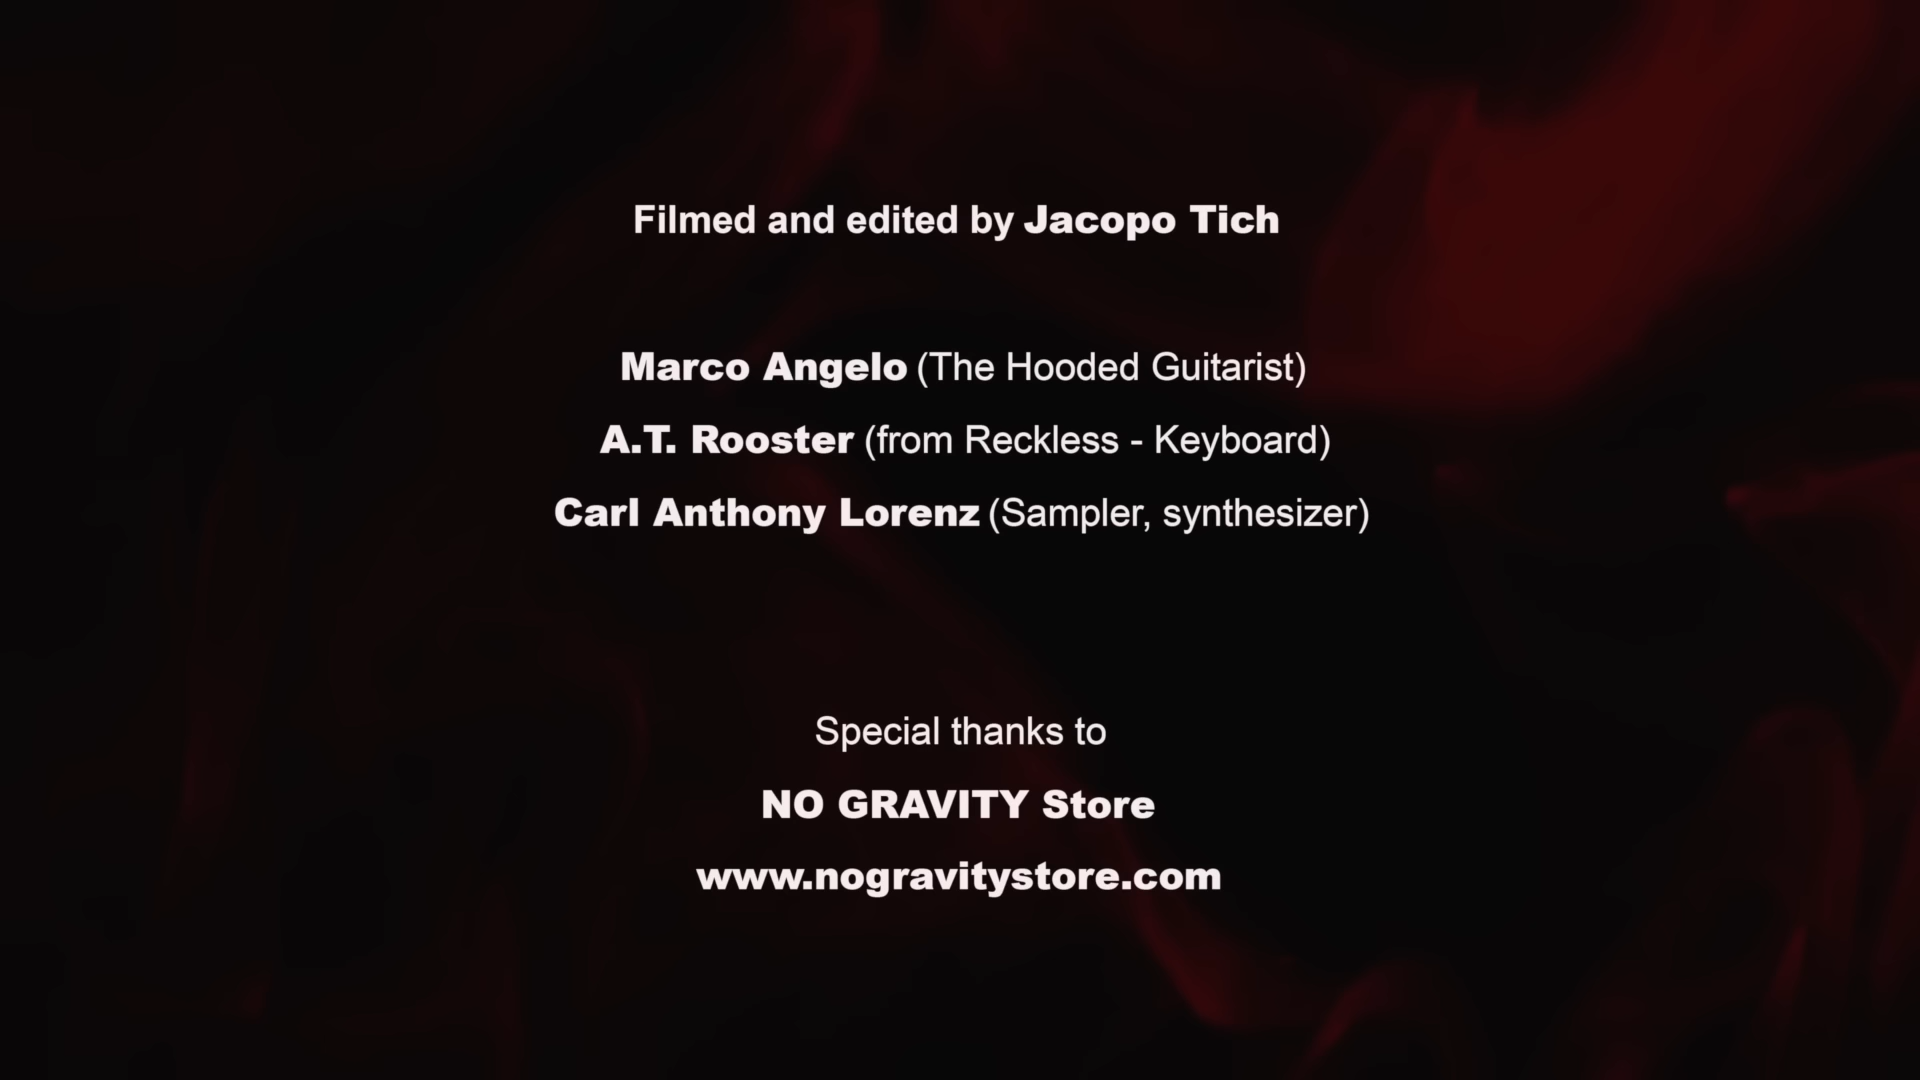 Filmed and edited by Jacopo Tich
Marco Angelo (The Hooded Guitarist)
A.T. Rooster (from Reckless - Keyboard)
Carl Anthony Lorenz (Sampler, synthesizer)
Special thanks to
NO GRAVITY Store
www.nogravitystore.com